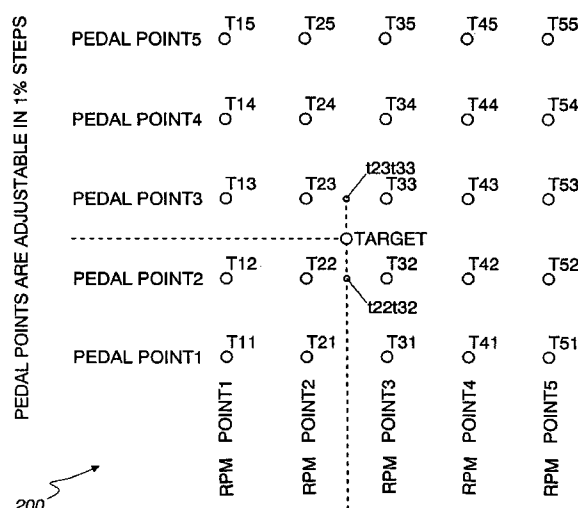 PEDAL POINTS ARE ADJUSTABLE IN 1% STEPS
PEDAL POINT5 T15 T25 T35 T45 T55
PEDAL POINT4 T14 T24 T34 T44 T54
t23t33
PEDAL POINT3 T13 T23 T33 T43 T53
TARGET
PEDAL POINT2 T12 T22 T32 T42 T52
t22t32
PEDAL POINT1 T11 T21 T31 T41 T51
RPM POINT1
RPM POINT2
RPM POINT3
RPM POINT4
RPM POINT5
200